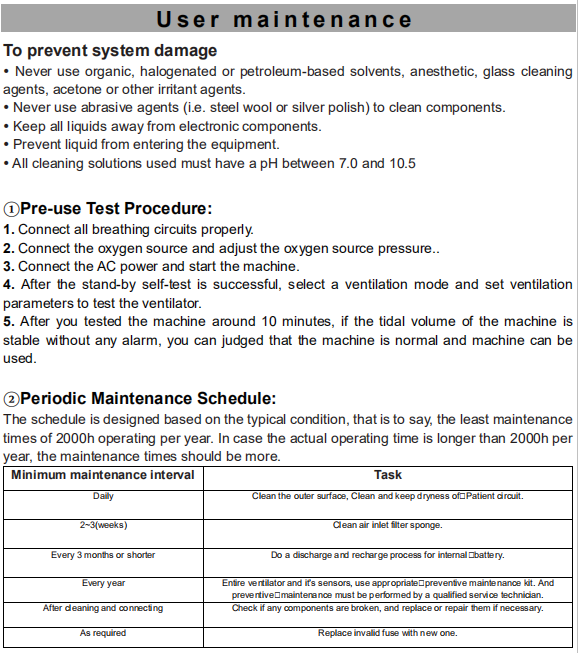 User maintenance
To prevent system damage
• Never use organic, halogenated or petroleum-based solvents, anesthetic, glass cleaning
agents, acetone or other irritant agents.
• Never use abrasive agents (i.e. steel wool or silver polish) to clean components.
• Keep all liquids away from electronic components.
• Prevent liquid from entering the equipment.
• All cleaning solutions used must have a pH between 7.0 and 10.5
①Pre-use Test Procedure:
1. Connect all breathing circuits properly.
2. Connect the oxygen source and adjust the oxygen source pressure..
3. Connect the AC power and start the machine.
4. After the stand-by self-test is successful, select a ventilation mode and set ventilation
parameters to test the ventilator.
5. After you tested the machine around 10 minutes, if the tidal volume of the machine is
stable without any alarm, you can judged that the machine is normal and machine can be
used.
②Periodic Maintenance Schedule:
The schedule is designed based on the typical condition, that is to say, the least maintenance
times of 2000h operating per year. In case the actual operating time is longer than 2000h per
year, the maintenance times should be more.
Minimum maintenance interval Task
Daily Clean the outer surface, Clean and keep dryness of□Patient circuit.
2~3(weeks) Clean air inlet filter sponge.
Every 3 months or shorter Do a discharge and recharge process for internal□battery.
Every year Entire ventilator and it's sensors, use appropriate□preventive maintenance kit. And
preventive□maintenance must be performed by a qualified service technician.
After cleaning and connecting Check if any components are broken, and replace or repair them if necessary.
As required Replace invalid fuse with new one.